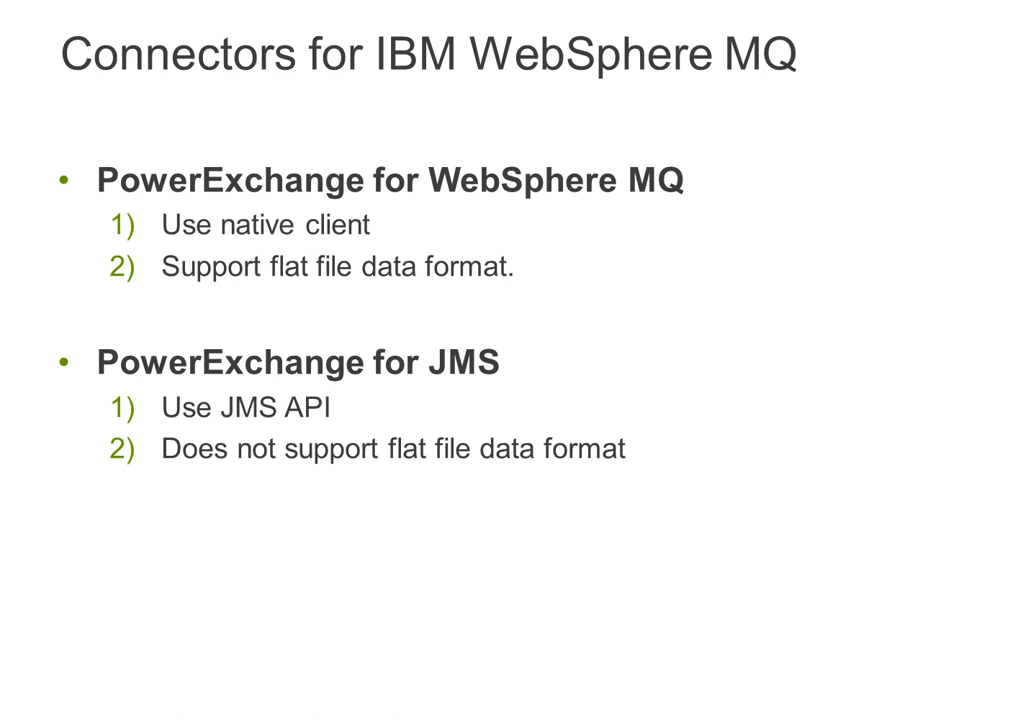 Connectors for IBM WebSphere MQ
• PowerExchange for WebSphere MQ
1) Use native client
2) Support flat file data format.
• PowerExchange for JMS
1) Use JMS API
2) Does not support flat file data format